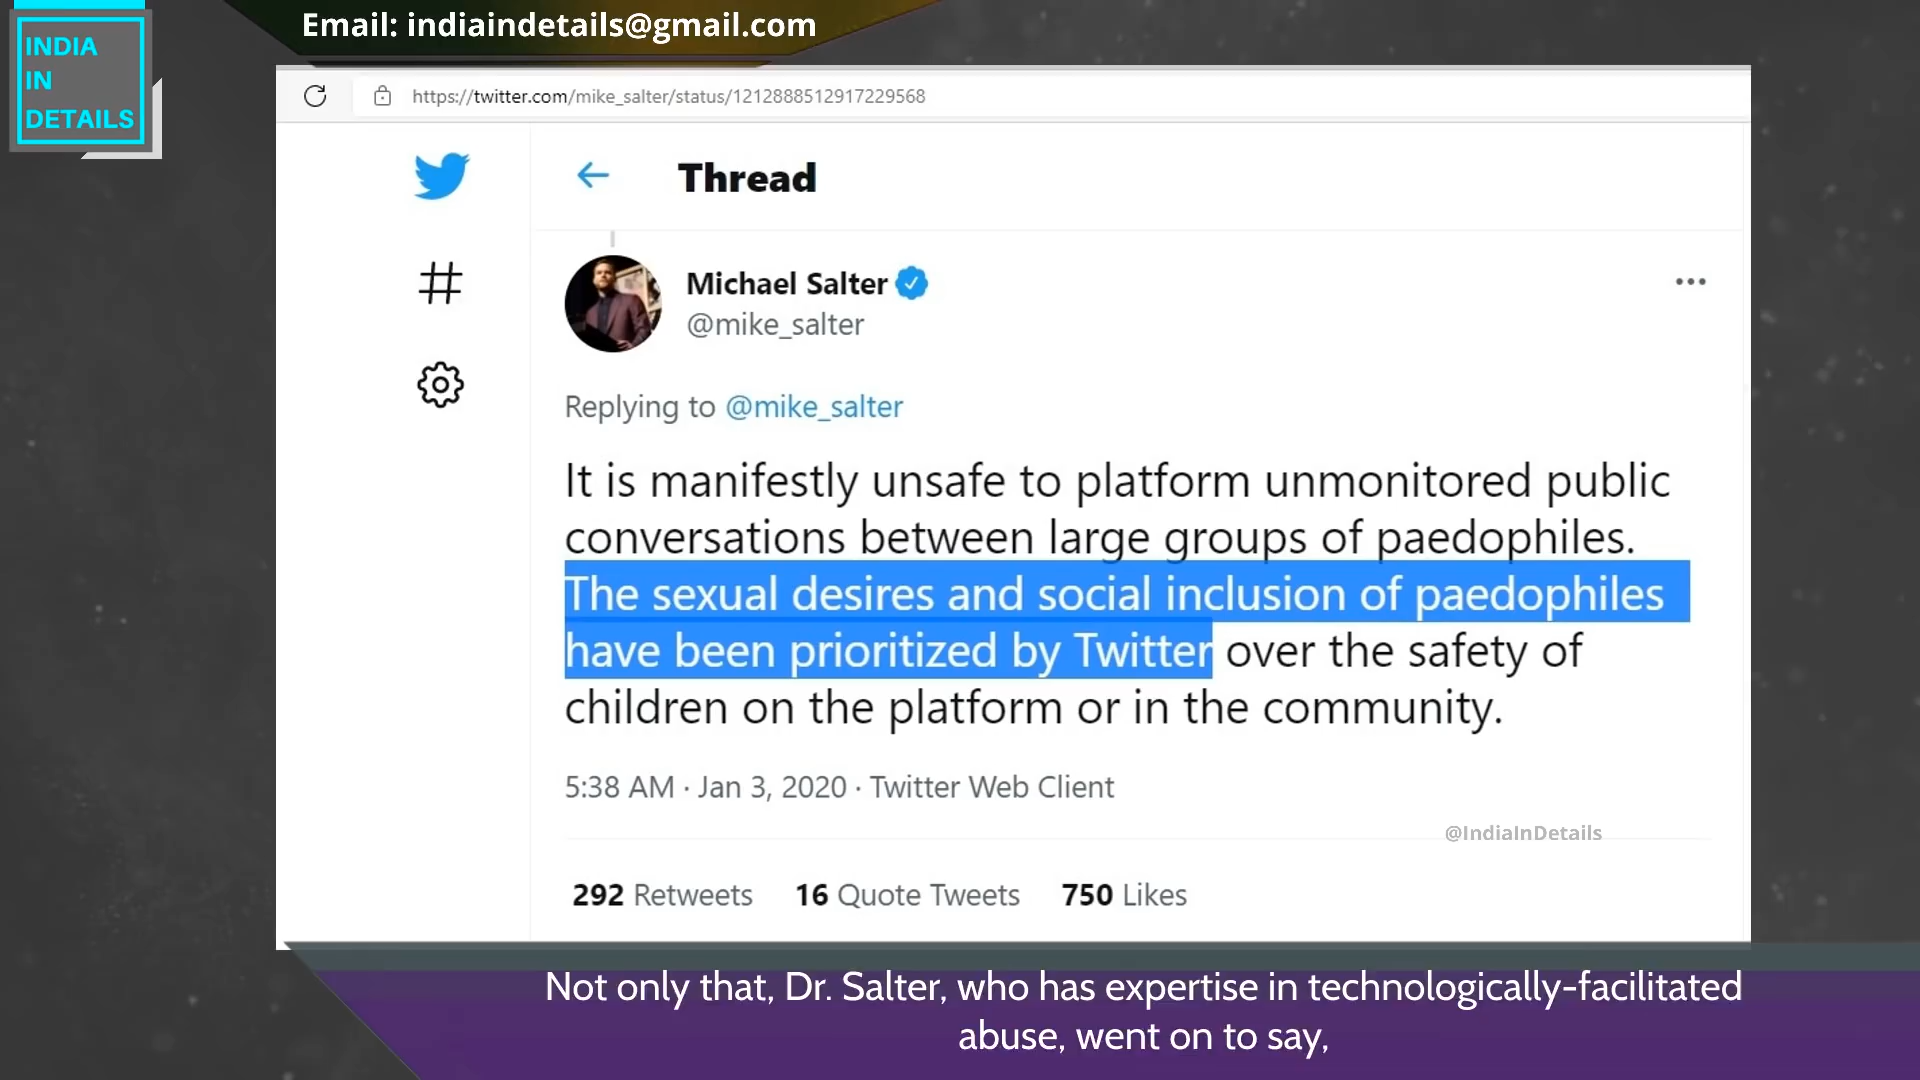 Email: indiaindetails@gmail.com
INDIA
IN
DETAILS
https://twitter.com/mike_salter/status/1212888512917229568
Thread
Michael Salter
@mike_salter
Replying to @mike_salter
It is manifestly unsafe to platform unmonitored public
conversations between large groups of paedophiles.
The sexual desires and social inclusion of paedophiles
have been prioritized by Twitter over the safety of
children on the platform or in the community.
5:38 AM · Jan 3, 2020 · Twitter Web Client
@IndiaInDetails
292 Retweets 16 Quote Tweets 750 Likes
Not only that, Dr. Salter, who has expertise in technologically-facilitated
abuse, went on to say,